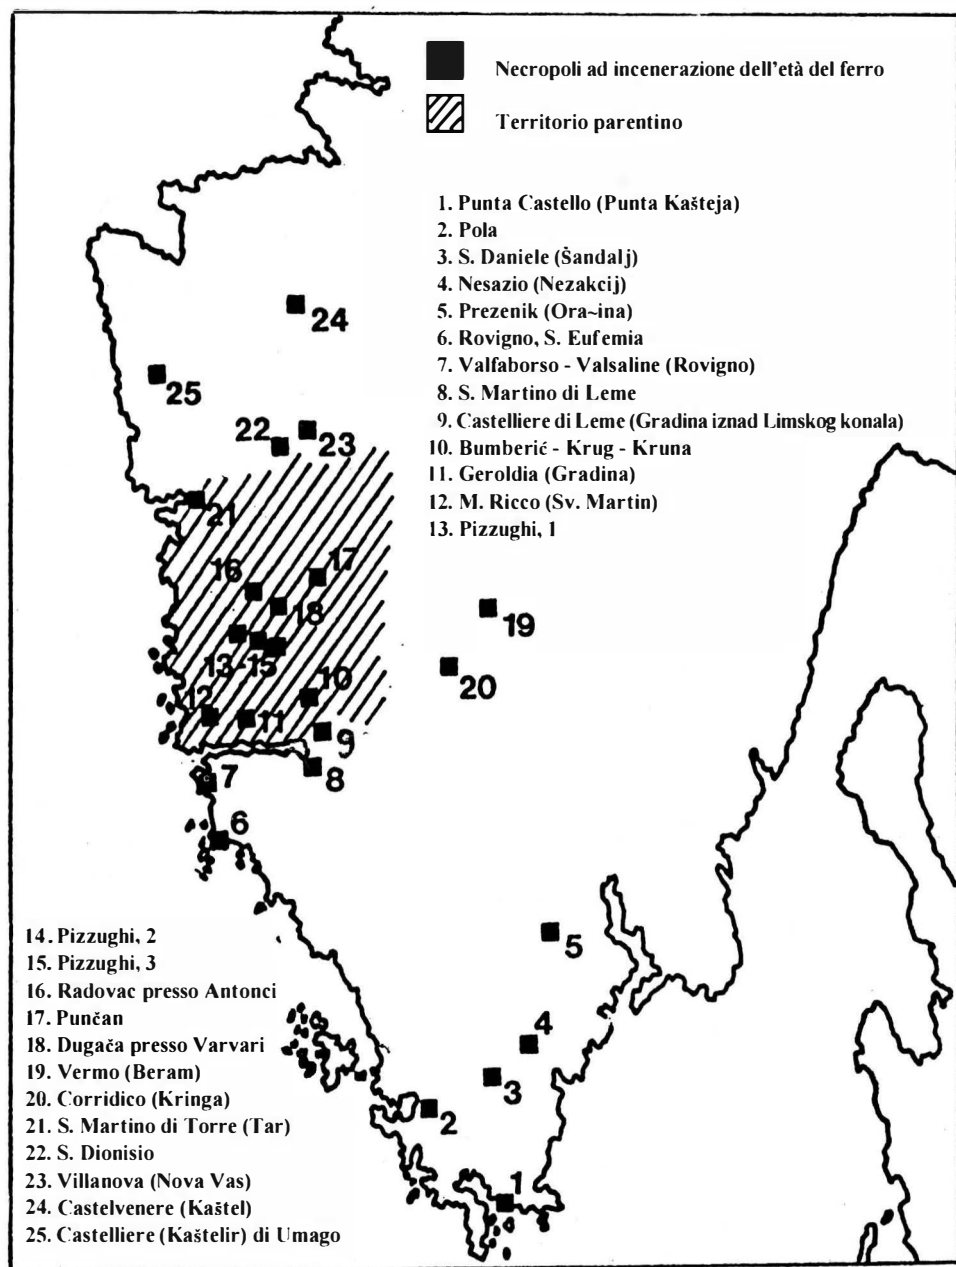 Necropoli ad incenerazione dell'età del ferro
Territorio parentino
1. Punta Castello (Punta Kašteja)
2. Pola
3. S. Daniele (Šandalj)
4. Nesazio (Nezakcij)
5. Prezenik (Ora~ina)
6. Rovigno, S. Eufemia
7. Valfaborso - Valsaline (Rovigno)
8. S. Martino di Leme
9. Castelliere di Leme (Gradina iznad Limskog konala)
10. Bumberić - Krug - Kruna
11. Geroldia (Gradina)
12. M. Ricco (Sv. Martin)
13. Pizzughi, 1
24
25
22
23
21
16
17
18
19
13-15
20
10
12
11
9
8
7
6
14. Pizzughi, 2
15. Pizzughi, 3
16. Radovac presso Antonci
17. Punčan
18. Dugača presso Varvari
19. Vermo (Beram)
20. Corridico (Kringa)
21. S. Martino di Torre (Tar)
22. S. Dionisio
23. Villanova (Nova Vas)
24. Castelvenere (Kaštel)
25. Castelliere (Kaštelir) di Umago
5
4
3
2
1